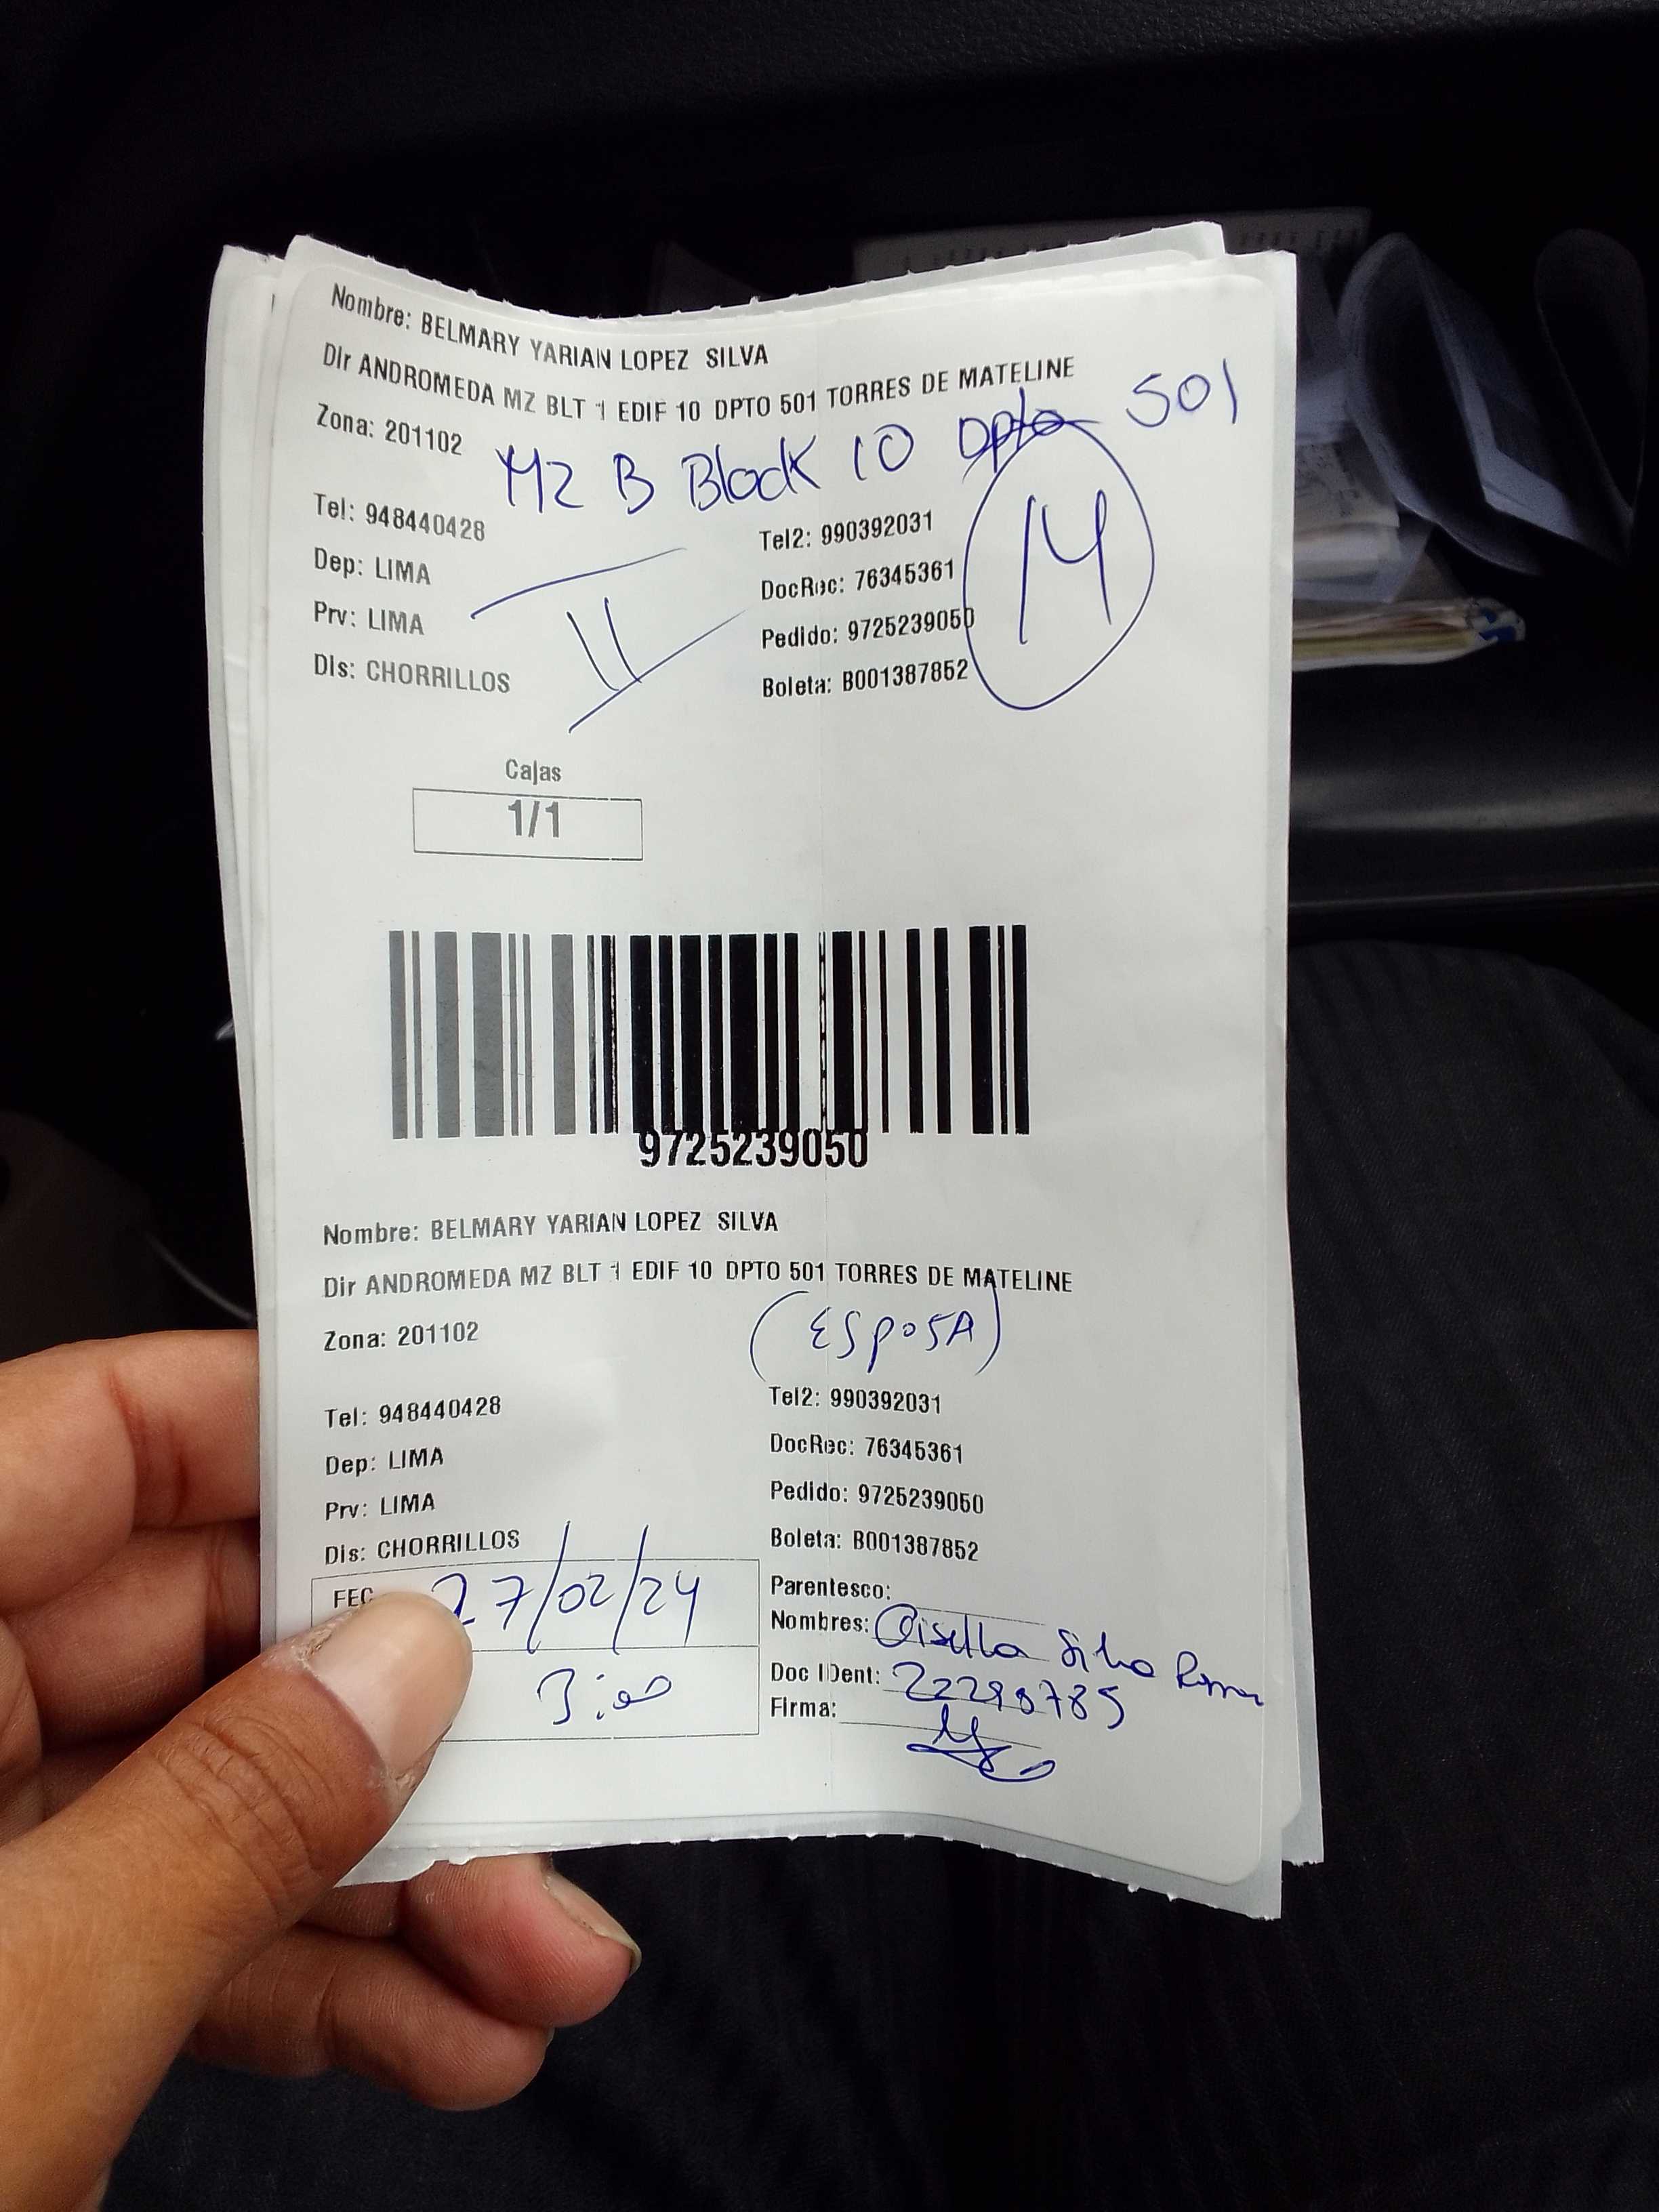 Nombre: BELMARY YARIAN LOPEZ SILVA
Dir ANDROMEDA MZ BLT 1 EDIF 10 DPTO 501 TORRES DE MATELINE
Zona: 201102
MZ B Block 10 Dpto 501
Tel: 948440428
Tel2: 990392031
Dep: LIMA
DocRec: 76345361
Prv: LIMA
Pedido: 9725239050
Dis: CHORRILLOS
Boleta: B001387852
Cajas
1/1
9725239050
Nombre: BELMARY YARIAN LOPEZ SILVA
Dir ANDROMEDA MZ BLT 1 EDIF 10 DPTO 501 TORRES DE MATELINE
Zona: 201102
(ESPOSA)
Tel: 948440428
Tel2: 990392031
Dep: LIMA
DocRec: 76345361
Prv: LIMA
Pedido: 9725239050
Dis: CHORRILLOS
Boleta: B001387852
FEC 27/02/24
Parentesco:
Nombres: Gisella Silva
Doc IDent:
Firma: